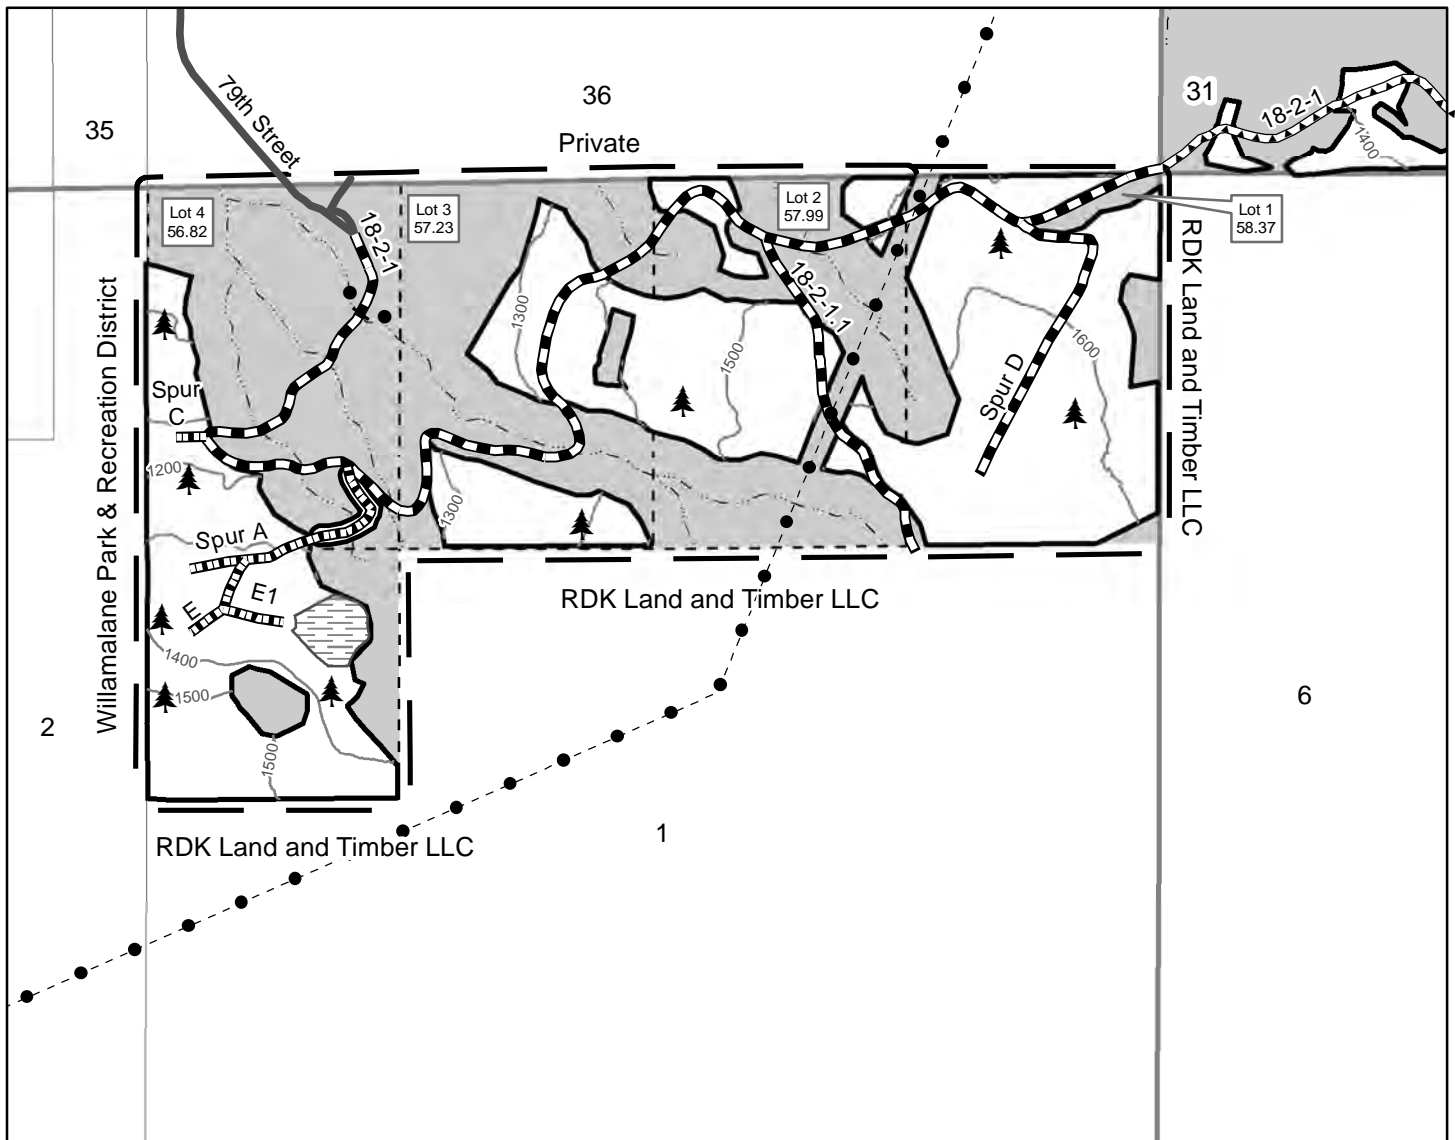 36
31
35
79th Street
Private
18-2-1
1400
Lot 4
56.82
Lot 3
57.23
Lot 2
57.99
Lot 1
58.37
18-2-1
18-2-1.1
RDK Land and Timber LLC
Willamalane Park & Recreation District
1300
1500
1600
Spur
C
Spur D
1200
1300
Spur A
E
E1
RDK Land and Timber LLC
1400
1500
1500
2
6
1
RDK Land and Timber LLC